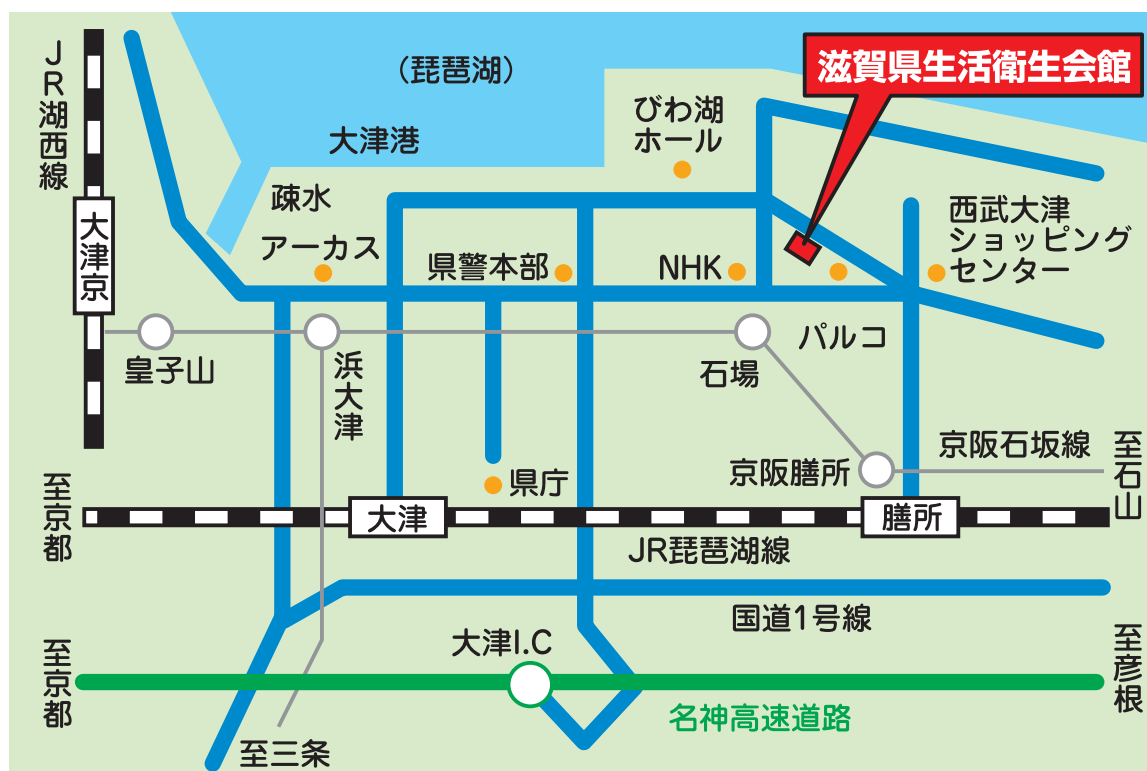 JR湖西線
（琵琶湖）
滋賀県生活衛生会館
びわ湖
ホール
大津港
疎水
アーカス
県警本部
NHK
西武大津
ショッピング
センター
大津京
皇子山
浜大津
石場
パルコ
京阪膳所
京阪石坂線
至石山
至京都
県庁
大津
膳所
JR琵琶湖線
国道1号線
大津I.C
至京都
至彦根
名神高速道路
至三条